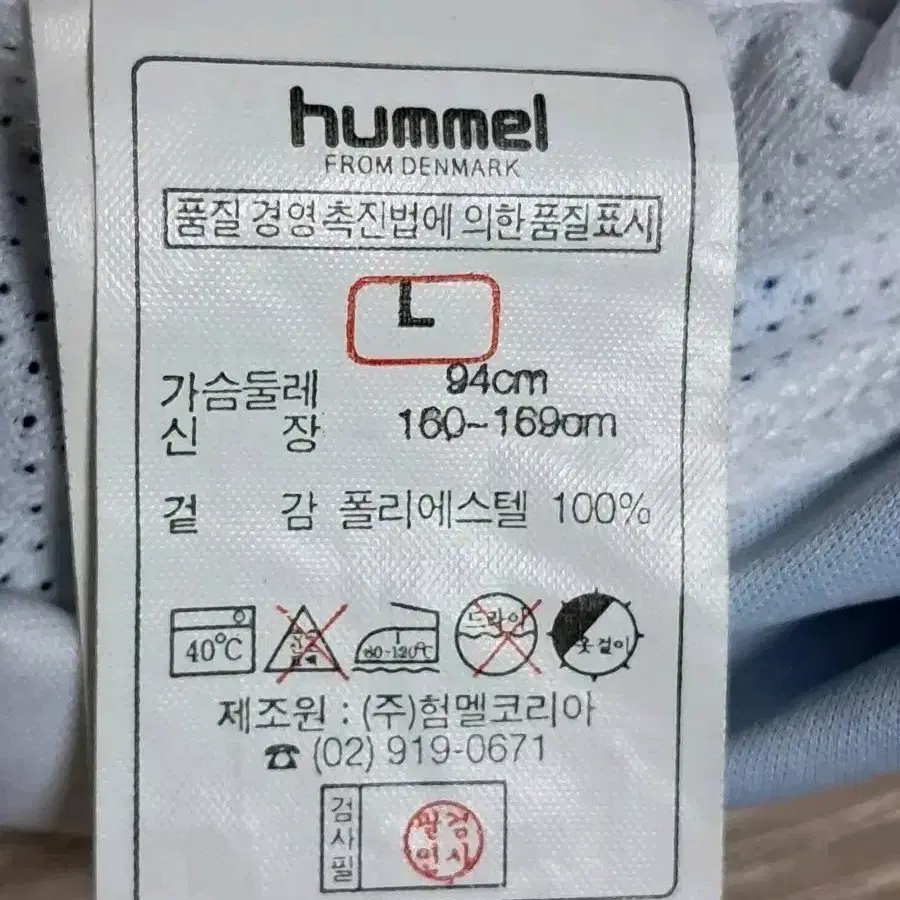 hummel
FROM DENMARK
품질 경영 촉진법에 의한 품질표시
L
가슴둘레 94cm
신 장 160~169cm
겉 감 폴리에스텔 100%
40℃ 80-120℃ 드라이 옷걸이
제조원 : (주)험멜코리아
☎ (02) 919-0671
검사필